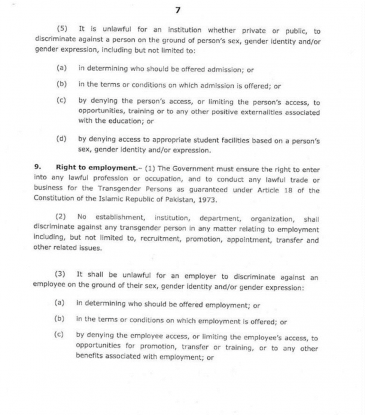 7
(5) It is unlawful for an institution whether private or public, to
discriminate against a person on the ground of person's sex, gender identity and/or
gender expression, including but not limited to:
(a) in determining who should be offered admission; or
(b) in the terms or conditions on which admission is offered; or
(c) by denying the person's access, or limiting the person's access, to
opportunities, training or to any other positive externalities associated
with the education; or
(d) by denying access to appropriate student facilities based on a person's
sex, gender identity and/or expression.
9. Right to employment.- (1) The Government must ensure the right to enter
into any lawful profession or occupation, and to conduct any lawful trade or
business for the Transgender Persons as guaranteed under Article 18 of the
Constitution of the Islamic Republic of Pakistan, 1973.
(2) No establishment, institution, department, organization, shall
discriminate against any transgender person in any matter relating to employment
including, but not limited to, recruitment, promotion, appointment, transfer and
other related issues.
(3) It shall be unlawful for an employer to discriminate against an
employee on the ground of their sex, gender identity and/or gender expression:
(a) in determining who should be offered employment; or
(b) in the terms or conditions on which employment is offered; or
(c) by denying the employee access, or limiting the employee's access, to
opportunities for promotion, transfer or training, or to any other
benefits associated with employment; or